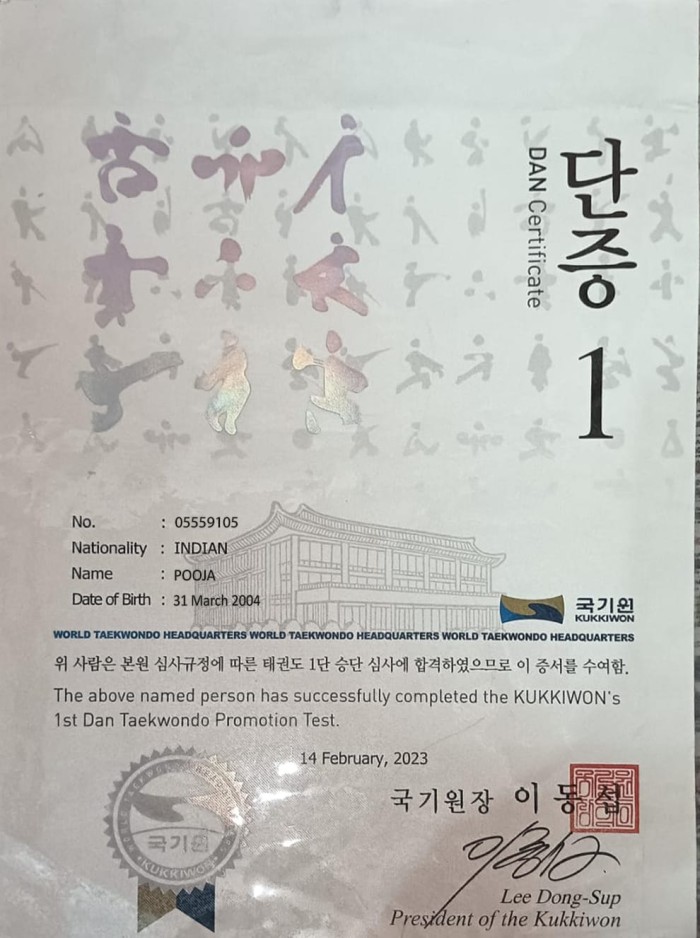 단증
DAN Certificate
1
No. : 05559105
Nationality : INDIAN
Name : POOJA
Date of Birth : 31 March 2004
국기원
KUKKIWON
WORLD TAEKWONDO HEADQUARTERS WORLD TAEKWONDO HEADQUARTERS WORLD TAEKWONDO HEADQUARTERS
위 사람은 본원 심사규정에 따른 태권도 1단 승단 심사에 합격하였으므로 이 증서를 수여함.
The above named person has successfully completed the KUKKIWON's
1st Dan Taekwondo Promotion Test.
14 February, 2023
국기원장 이동섭
국기원
KUKKIWON
Lee Dong-Sup
President of the Kukkiwon